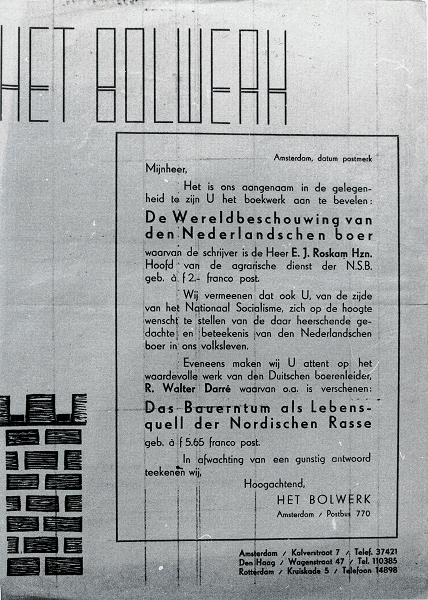 HET BOLWERK
Amsterdam, datum postmerk
Mijnheer,
Het is ons aangenaam in de gelegen-
heid te zijn U het boekwerk aan te bevelen:
De Wereldbeschouwing van
den Nederlandschen boer
waarvan de schrijver is de Heer E. J. Roskam Hzn.
Hoofd van de agrarische dienst der N.S.B.
geb. à f 2.- franco post.
Wij vermeenen dat ook U, van de zijde
van het Nationaal Socialisme, zich op de hoogte
wenscht te stellen van de daar heerschende ge-
dachte en beteekenis van den Nederlandschen
boer in ons volksleven.
Eveneens maken wij U attent op het
waardevolle werk van den Duitschen boerenleider,
R. Walter Darré waarvan o.a. is verschenen:
Das Bauerntum als Lebens-
quell der Nordischen Rasse
geb. à f 5.65 franco post.
In afwachting van een gunstig antwoord
teekenen wij,
Hoogachtend,
HET BOLWERK
Amsterdam / Postbus 770
Amsterdam / Kalverstraat 7 / Telef. 37421
Den Haag / Wagenstraat 47 / Tel. 110385
Rotterdam / Kruiskade 5 / Telefoon 14898